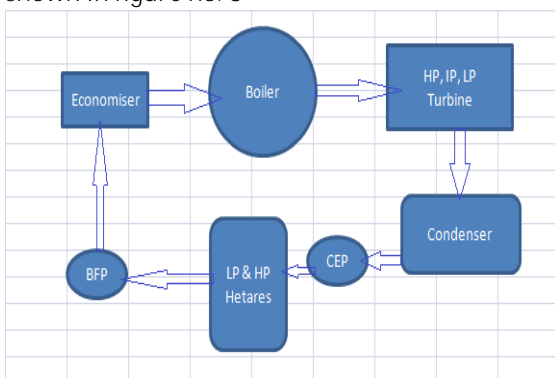 Economiser
Boiler
HP, IP, LP
Turbine
Condenser
CEP
LP & HP
Hetares
BFP